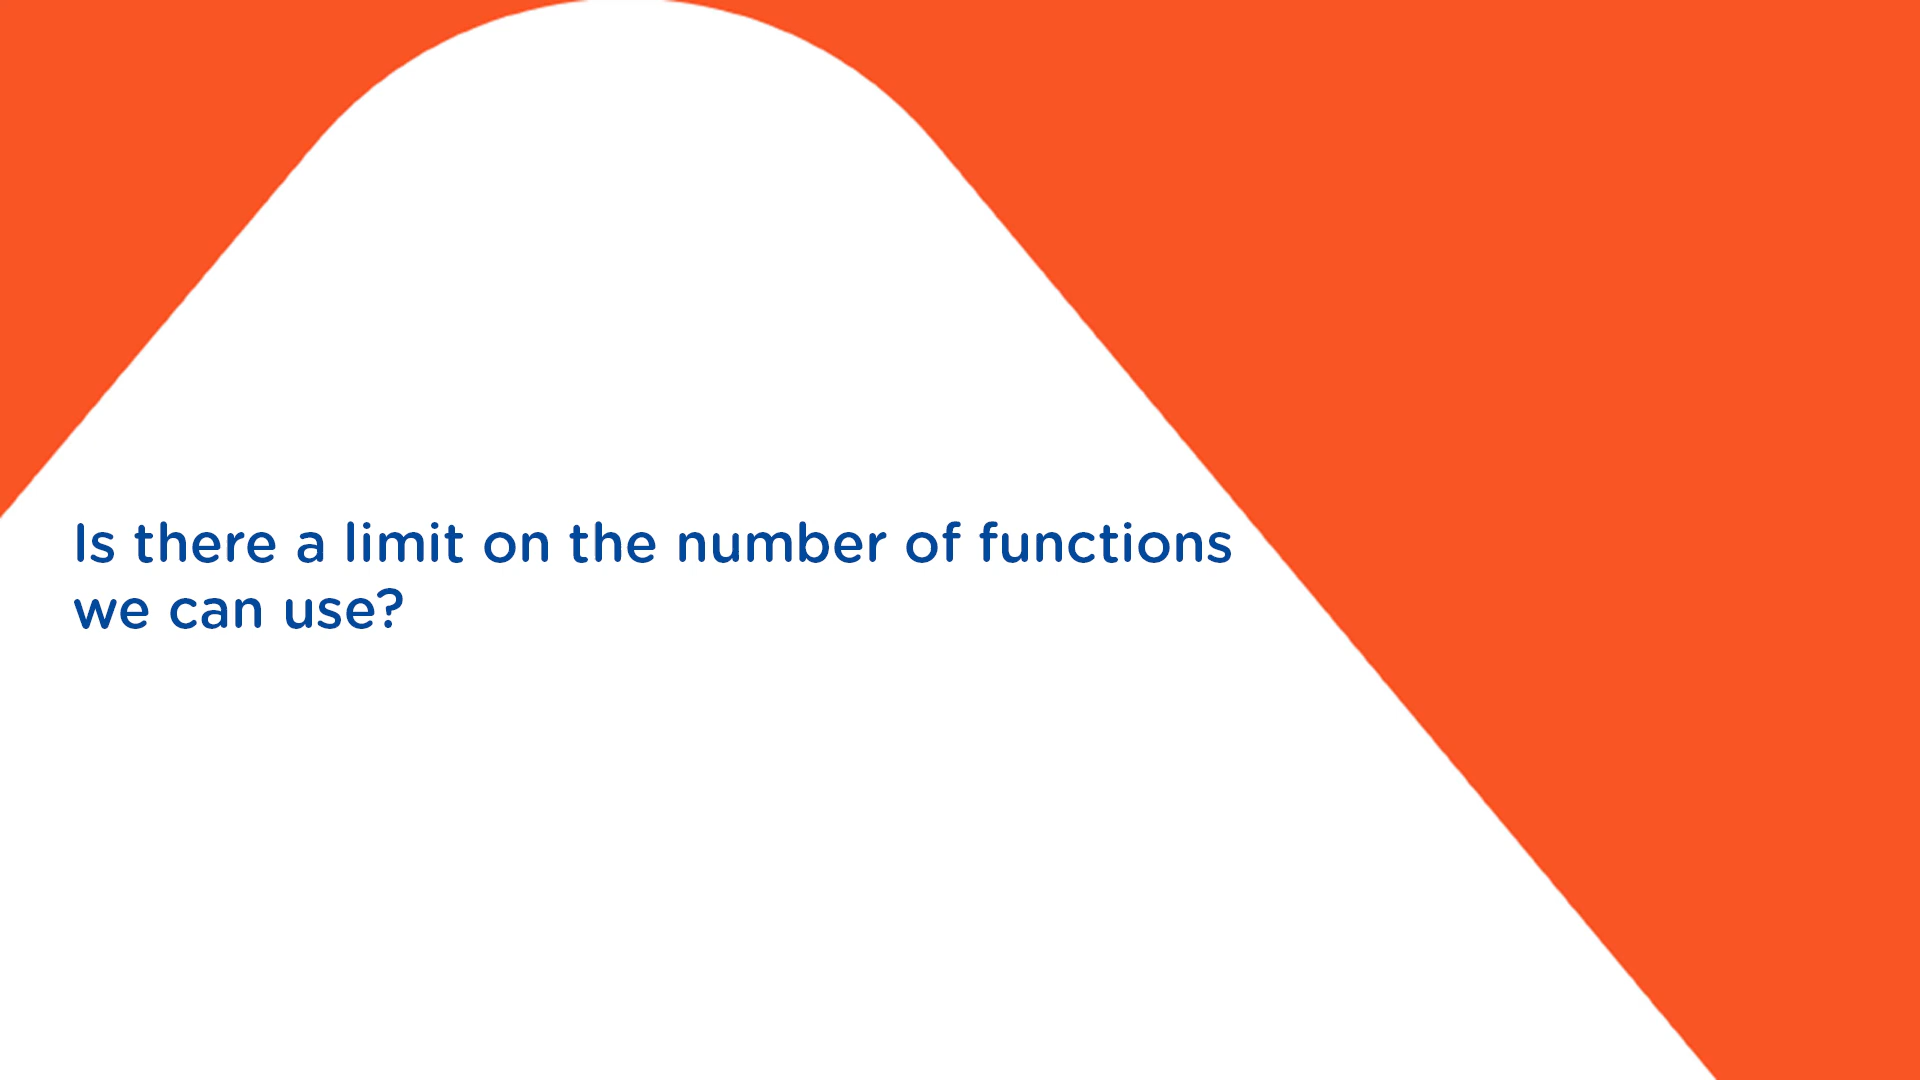 Is there a limit on the number of functions
we can use?